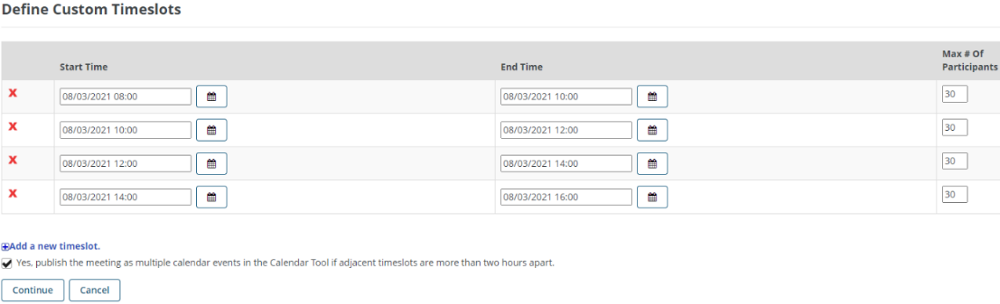 Define Custom Timeslots
Start Time End Time Max # Of
Participants
X 08/03/2021 08:00 08/03/2021 10:00 30
X 08/03/2021 10:00 08/03/2021 12:00 30
X 08/03/2021 12:00 08/03/2021 14:00 30
X 08/03/2021 14:00 08/03/2021 16:00 30
Add a new timeslot.
Yes, publish the meeting as multiple calendar events in the Calendar Tool if adjacent timeslots are more than two hours apart.
Continue Cancel